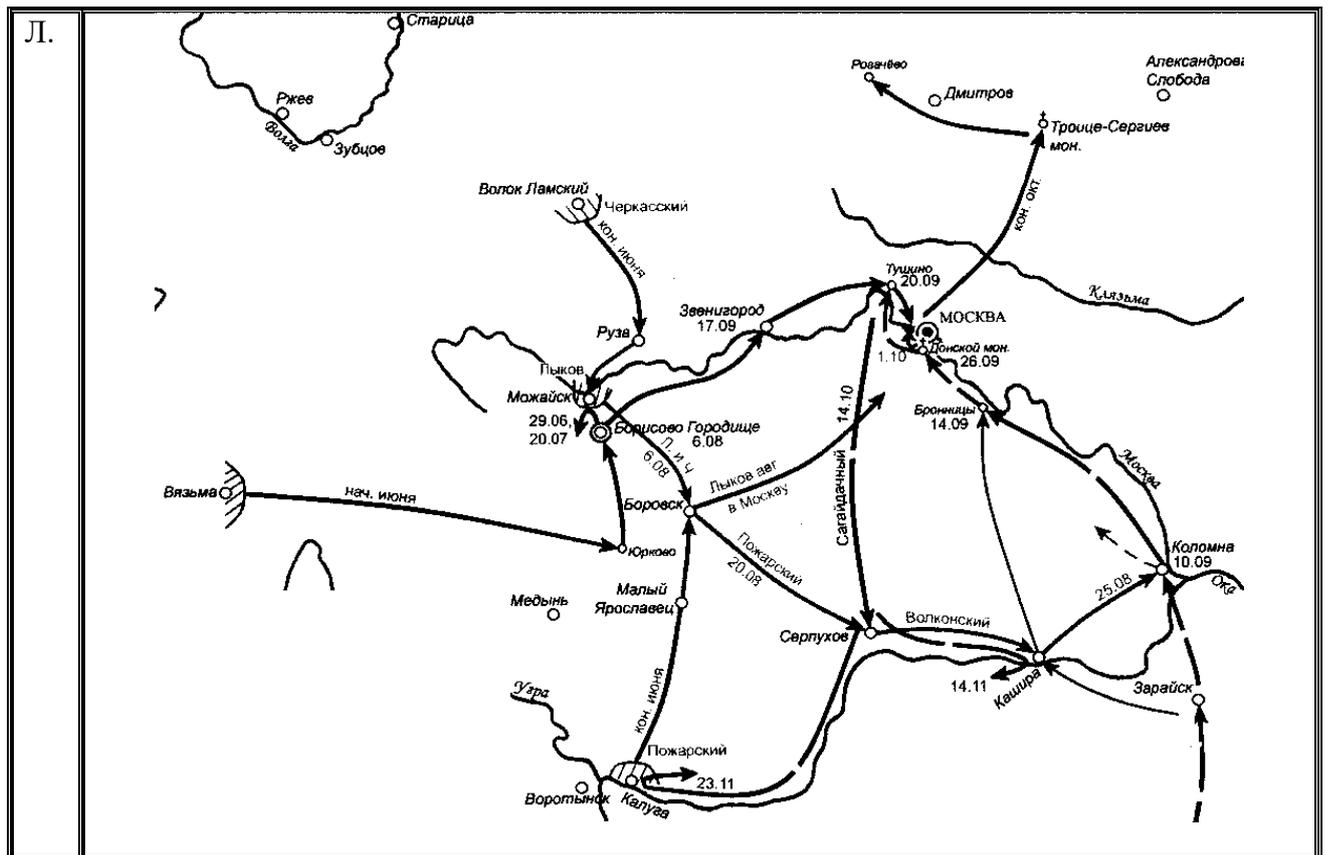 Л.
Старица
Рогачёво
Александрова
Слобода
Дмитров
Ржев
Волга
Зубцов
Троице-Сергиев
мон.
Волок Ламский
Черкасский
кон. июня
кон. окт.
Тушино
20.09
Клязьма
Звенигород
17.09
МОСКВА
Руза
Донской мон.
26.09
1.10
Лыков
Можайск
29.06,
20.07
Борисово Городище
6.08
Л. и Ч
6.08
14.10
Бронницы
14.09
Москва
Вязьма
нач. июня
Лыков авг
в Москву
Боровск
Сагайдачный
Юрково
Пожарский
20.08
Коломна
10.09
Ока
Медынь
Малый
Ярославец
25.08
Серпухов
Волконский
Угра
кон. июня
14.11
Кашира
Зарайск
Пожарский
23.11
Воротынск
Калуга